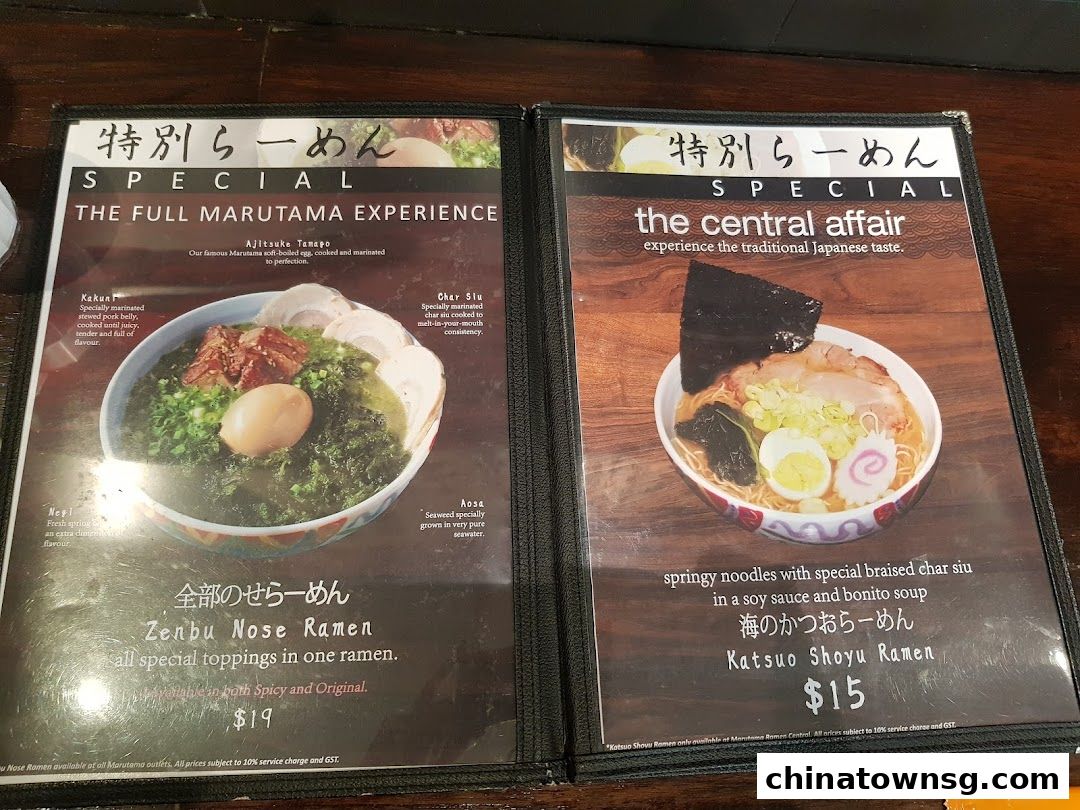 特別らーめん
SPECIAL
THE FULL MARUTAMA EXPERIENCE
Ajitsuke Tamago
Our famous Marutama soft-boiled egg, cooked and marinated
to perfection.
Kakuni
Specially marinated
stewed pork belly,
cooked until juicy,
tender and full of
flavour.
Char Siu
Specially marinated
char siu cooked to
melt-in-your-mouth
consistency.
Negi
Fresh spring
an extra
flavour.
Aosa
Seaweed specially
grown in very pure
seawater.
全部のせらーめん
Zenbu Nose Ramen
all special toppings in one ramen.
available in both Spicy and Original.
$19
Nose Ramen available at all Marutama outlets. All prices subject to 10% service charge and GST.
特別らーめん
SPECIAL
the central affair
experience the traditional Japanese taste.
springy noodles with special braised char siu
in a soy sauce and bonito soup
海のかつおらーめん
Katsuo Shoyu Ramen
$15
*Katsuo Shoyu Ramen only available at Marutama Ramen Central. All prices subject to 10% service charge and GST.
chinatownsg.com